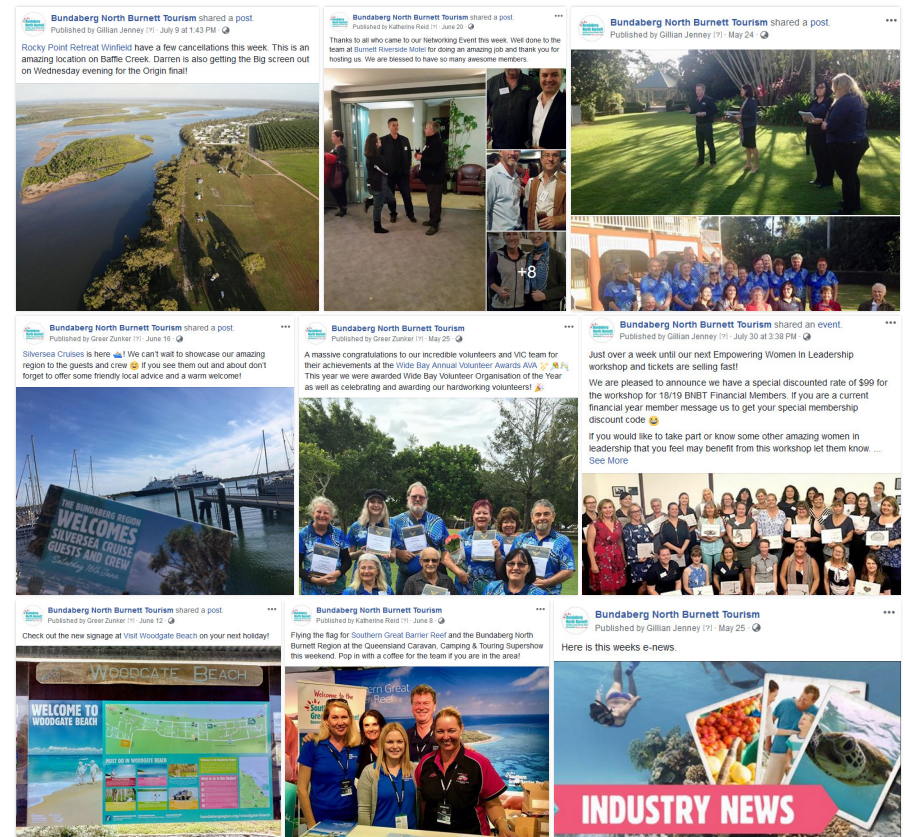 Bundaberg North Burnett Tourism shared a post.
Published by Gillian Jenney [?] · July 9 at 1:43 PM ·
Rocky Point Retreat Winfield have a few cancellations this week. This is an
amazing location on Baffle Creek. Darren is also getting the Big screen out
on Wednesday evening for the Origin final!
Bundaberg North Burnett Tourism shared a post.
Published by Katherine Reid [?] · June 20 ·
Thanks to all who came to our Networking Event this week. Well done to the
team at Burnett Riverside Motel for doing an amazing job and thank you for
hosting us. We are blessed to have so many awesome members.
+8
Bundaberg North Burnett Tourism shared a post.
Published by Gillian Jenney [?] · May 24 ·
Bundaberg North Burnett Tourism shared a post.
Published by Greer Zunker [?] · June 16 ·
Silversea Cruises is here 🚢! We can't wait to showcase our amazing
region to the guests and crew 😊 If you see them out and about don't
forget to offer some friendly local advice and a warm welcome!
THE BUNDABERG REGION
WELCOMES
SILVERSEA CRUISE
GUESTS AND CREW
Saturday 16th June
Bundaberg North Burnett Tourism
Published by Greer Zunker [?] · May 25 ·
A massive congratulations to our incredible volunteers and VIC team for
their achievements at the Wide Bay Annual Volunteer Awards AVA
This year we were awarded Wide Bay Volunteer Organisation of the Year
as well as celebrating and awarding our hardworking volunteers! 🎉
Bundaberg North Burnett Tourism shared an event.
Published by Gillian Jenney [?] · July 30 at 3:38 PM ·
Just over a week until our next Empowering Women In Leadership
workshop and tickets are selling fast!
We are pleased to announce we have a special discounted rate of $99 for
the workshop for 18/19 BNBT Financial Members. If you are a current
financial year member message us to get your special membership
discount code 😂
If you would like to take part or know some other amazing women in
leadership that you feel may benefit from this workshop let them know. ...
See More
Bundaberg North Burnett Tourism shared a post.
Published by Greer Zunker [?] · June 12 ·
Check out the new signage at Visit Woodgate Beach on your next holiday!
WOODGATE BEACH
WELCOME TO
WOODGATE BEACH
MUST DO IN WOODGATE BEACH
bundabergregion.org/woodgate-beach
Bundaberg North Burnett Tourism
Published by Katherine Reid [?] · June 8 ·
Flying the flag for Southern Great Barrier Reef and the Bundaberg North
Burnett Region at the Queensland Caravan, Camping & Touring Supershow
this weekend. Pop in with a coffee for the team if you are in the area!
Welcome to the
Bundaberg North Burnett Tourism
Published by Gillian Jenney [?] · May 25 ·
Here is this weeks e-news.
INDUSTRY NEWS